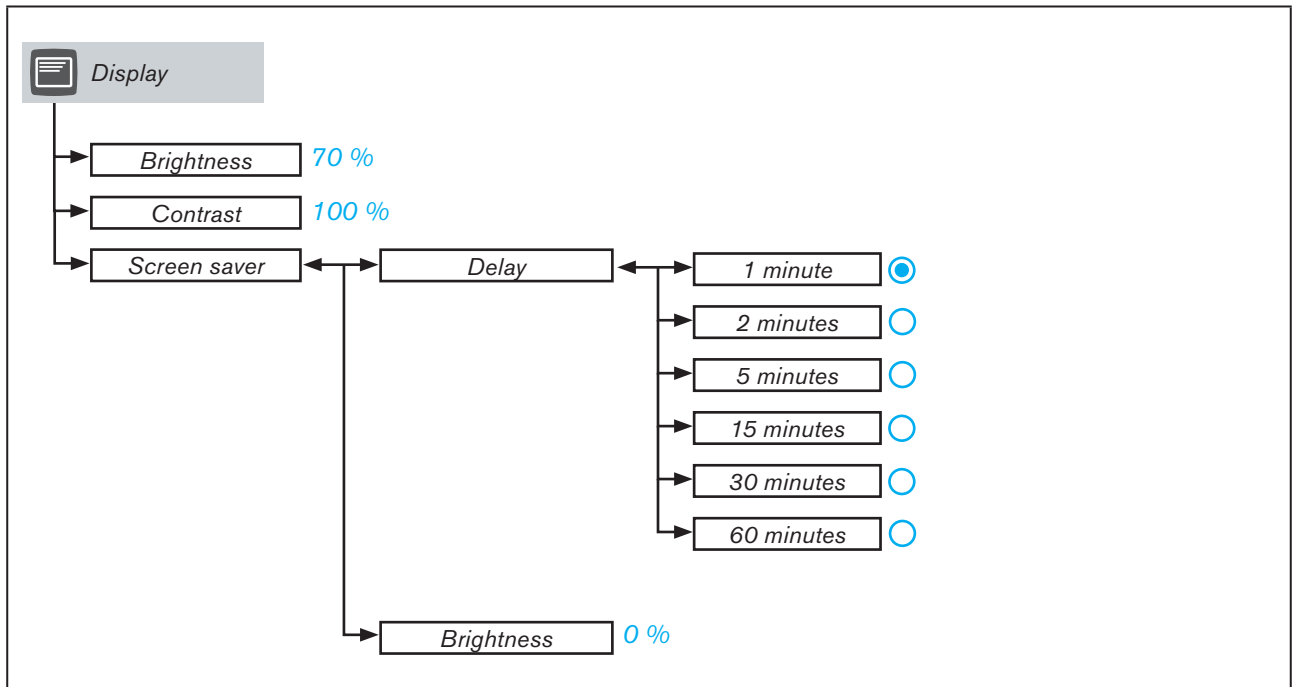 Display
Brightness 70 %
Contrast 100 %
Screen saver Delay 1 minute
2 minutes
5 minutes
15 minutes
30 minutes
60 minutes
Brightness 0 %